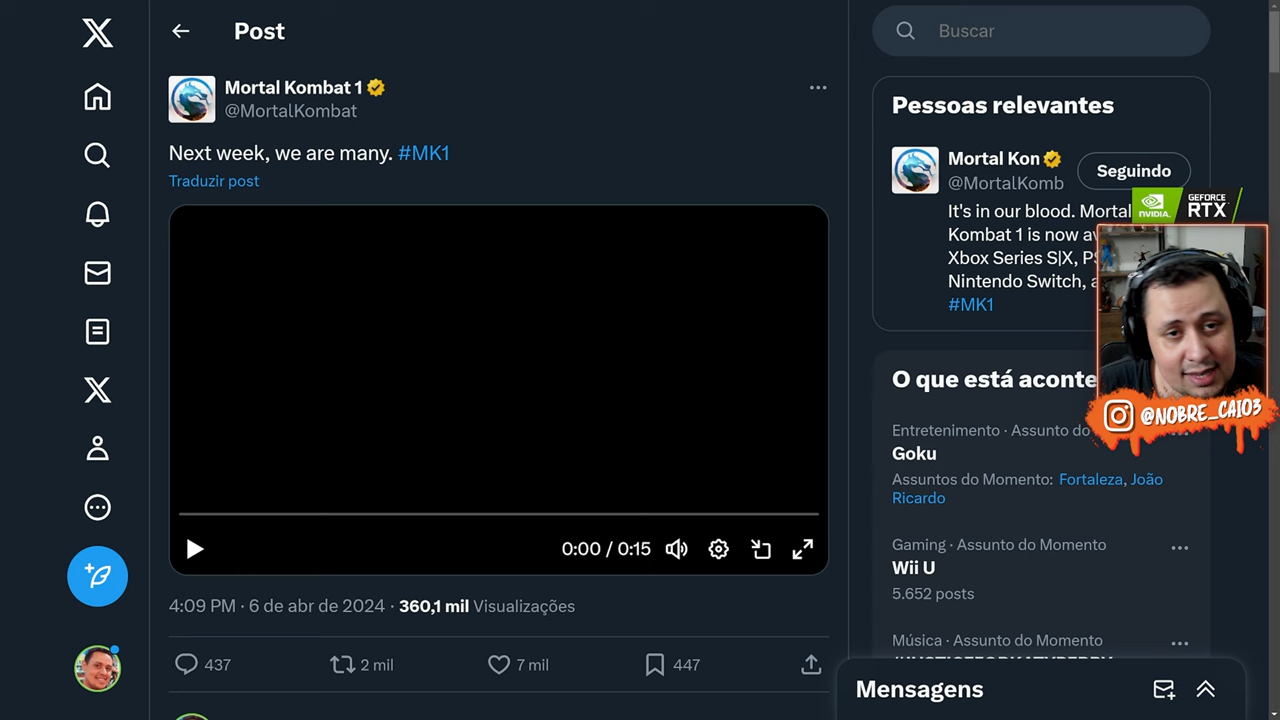 Post
Mortal Kombat 1
@MortalKombat
Next week, we are many. #MK1
Traduzir post
0:00 / 0:15
4:09 PM · 6 de abr de 2024 · 360,1 mil Visualizações
437
2 mil
7 mil
447
Buscar
Pessoas relevantes
Mortal Kon
@MortalKomb
Seguindo
It's in our blood. Mortal
Kombat 1 is now
Xbox Series S|X,
Nintendo Switch,
#MK1
NVIDIA.
GEFORCE
RTX
@NOBRE_CAIO3
O que está aconte
Entretenimento · Assunto do
Goku
Assuntos do Momento: Fortaleza, João
Ricardo
Gaming · Assunto do Momento
Wii U
5.652 posts
Música · Assunto do Momento
Mensagens